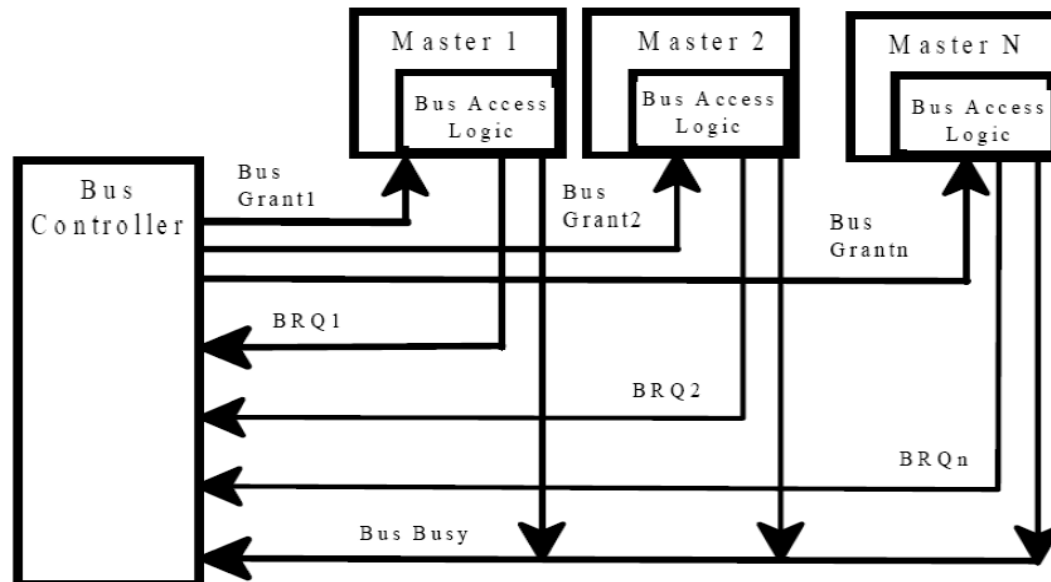 Master 1
Bus Access
Logic
Master 2
Bus Access
Logic
Master N
Bus Access
Logic
Bus
Controller
Bus
Grant1
Bus
Grant2
Bus
Grantn
BRQ1
BRQ2
BRQn
Bus Busy